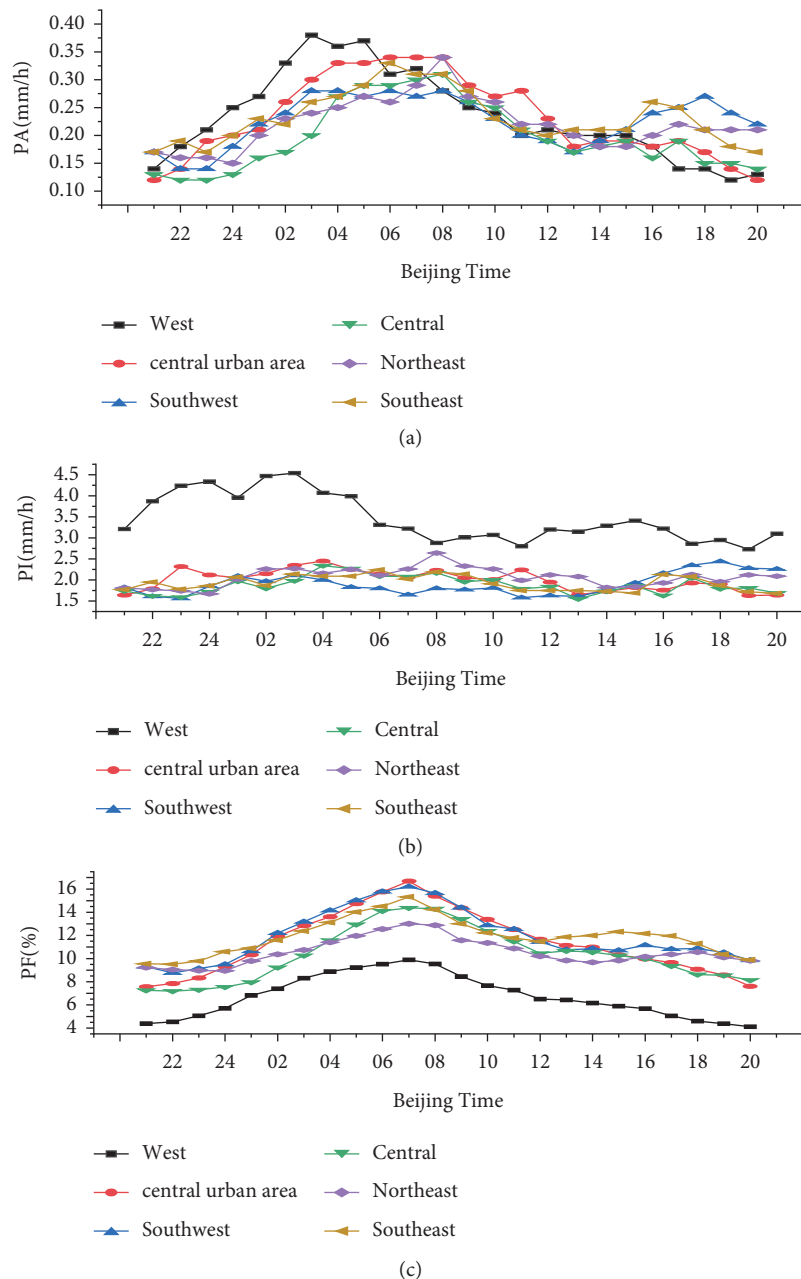 0.40
0.35
0.30
0.25
0.20
0.15
0.10
PA(mm/h)
22 24 02 04 06 08 10 12 14 16 18 20
Beijing Time
West Central
central urban area Northeast
Southwest Southeast
(a)
4.5
4.0
3.5
3.0
2.5
2.0
1.5
PI(mm/h)
22 24 02 04 06 08 10 12 14 16 18 20
Beijing Time
West Central
central urban area Northeast
Southwest Southeast
(b)
16
14
12
10
8
6
4
PF(%)
22 24 02 04 06 08 10 12 14 16 18 20
Beijing Time
West Central
central urban area Northeast
Southwest Southeast
(c)